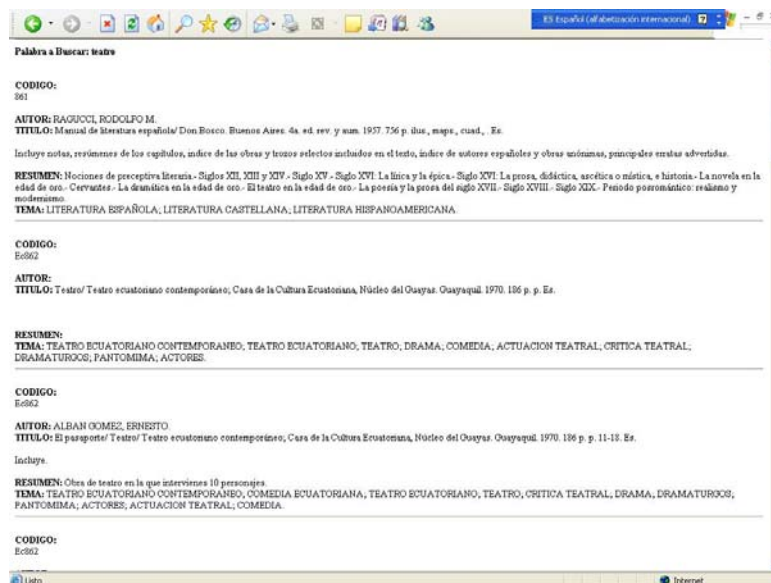 ES Español (alfabetización internacional)
Palabra a Buscar: teatro
CODIGO:
861
AUTOR: RAGUCCI, RODOLFO M.
TITULO: Manual de literatura española/ Don Bosco. Buenos Aires. 4a. ed. rev. y aum. 1957. 756 p. ilus., maps., cuad., . Es.
Incluye notas, resúmenes de los capítulos, indice de las obras y trozos selectos incluidos en el texto, índice de autores españoles y obras anónimas, principales erratas advertidas.
RESUMEN: Nociones de preceptiva literaria.- Siglos XII, XIII y XIV.- Siglo XV.- Siglo XVI: La lírica y la épica.- Siglo XVI: La prosa, didáctica, ascética o mística, e historia.- La novela en la
edad de oro.- Cervantes.- La dramática en la edad de oro.- El teatro en la edad de oro.- La poesía y la prosa del siglo XVII.- Siglo XVIII.- Siglo XIX.- Periodo posromántico: realismo y
modernismo.
TEMA: LITERATURA ESPAÑOLA; LITERATURA CASTELLANA; LITERATURA HISPANOAMERICANA.
CODIGO:
Ec862
AUTOR:
TITULO: Teatro/ Teatro ecuatoriano contemporáneo; Casa de la Cultura Ecuatoriana, Núcleo del Guayas. Guayaquil. 1970. 186 p. p. Es.
RESUMEN:
TEMA: TEATRO ECUATORIANO CONTEMPORANEO; TEATRO ECUATORIANO; TEATRO; DRAMA; COMEDIA; ACTUACION TEATRAL; CRITICA TEATRAL;
DRAMATURGOS; PANTOMIMA; ACTORES.
CODIGO:
Ec862
AUTOR: ALBAN GOMEZ, ERNESTO.
TITULO: El pasaporte/ Teatro/ Teatro ecuatoriano contemporáneo; Casa de la Cultura Ecuatoriana, Núcleo del Guayas. Guayaquil. 1970. 186 p. p. 11-18. Es.
Incluye.
RESUMEN: Obra de teatro en la que intervienes 10 personajes.
TEMA: TEATRO ECUATORIANO CONTEMPORANEO; COMEDIA ECUATORIANA; TEATRO ECUATORIANO; TEATRO; CRITICA TEATRAL; DRAMA; DRAMATURGOS;
PANTOMIMA; ACTORES; ACTUACION TEATRAL; COMEDIA.
CODIGO:
Ec862
Listo
Internet